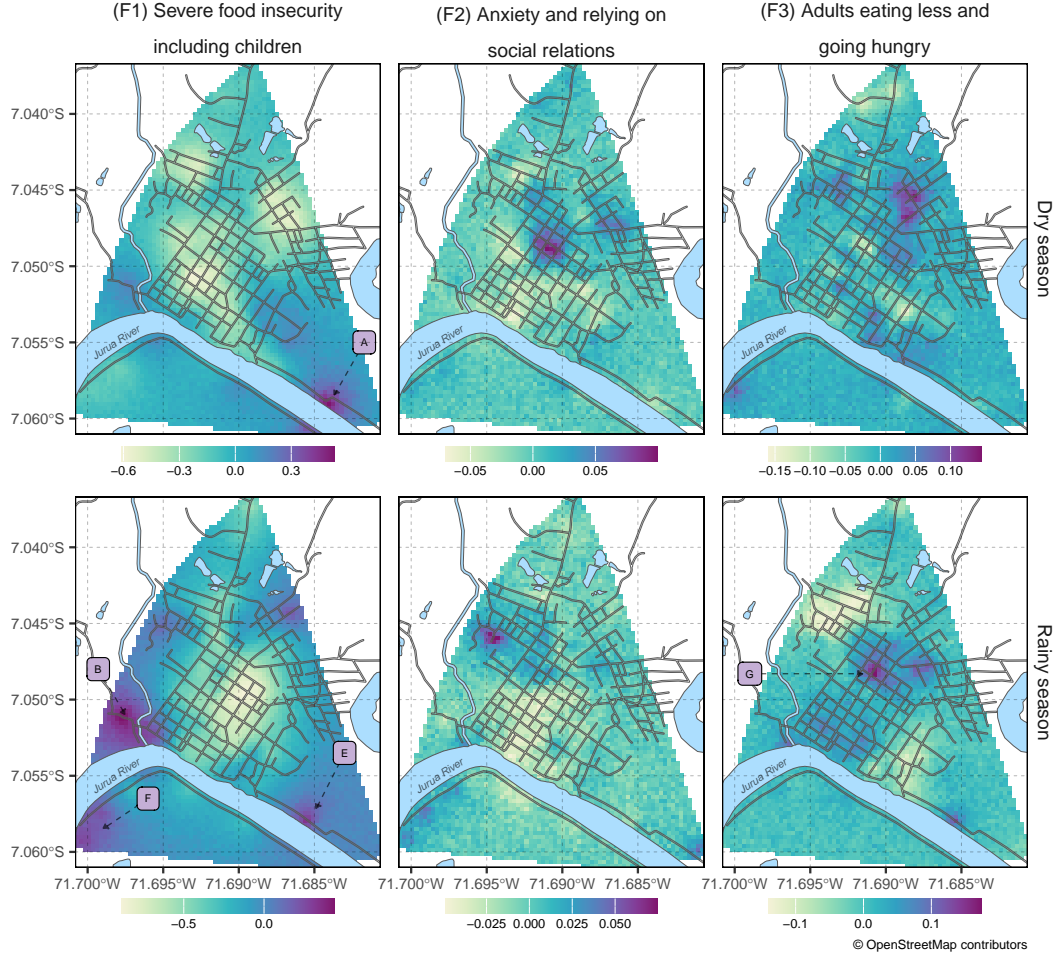 (F1) Severe food insecurity
including children
(F2) Anxiety and relying on
social relations
(F3) Adults eating less and
going hungry
7.040°S
7.045°S
7.050°S
7.055°S
7.060°S
Jurua River
A
Jurua River
Jurua River
Dry season
−0.6 −0.3 0.0 0.3
−0.05 0.00 0.05
−0.15 −0.10 −0.05 0.00 0.05 0.10
7.040°S
7.045°S
7.050°S
7.055°S
7.060°S
B
E
F
Jurua River
Jurua River
G
Jurua River
Rainy season
71.700°W 71.695°W 71.690°W 71.685°W
71.700°W 71.695°W 71.690°W 71.685°W
71.700°W 71.695°W 71.690°W 71.685°W
−0.5 0.0
−0.025 0.000 0.025 0.050
−0.1 0.0 0.1
© OpenStreetMap contributors